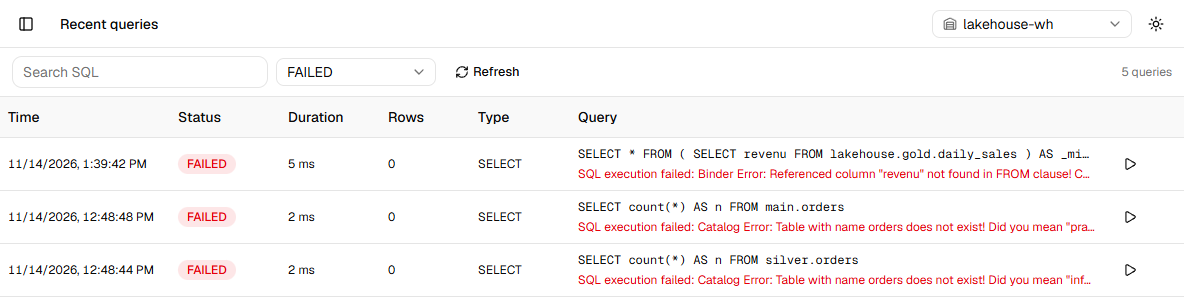 Recent queries
lakehouse-wh
Search SQL
FAILED
Refresh
5 queries
Time Status Duration Rows Type Query
11/14/2026, 1:39:42 PM FAILED 5 ms 0 SELECT SELECT * FROM ( SELECT revenu FROM lakehouse.gold.daily_sales ) AS _mi…
SQL execution failed: Binder Error: Referenced column "revenu" not found in FROM clause! C…
11/14/2026, 12:48:48 PM FAILED 2 ms 0 SELECT SELECT count(*) AS n FROM main.orders
SQL execution failed: Catalog Error: Table with name orders does not exist! Did you mean "pra…
11/14/2026, 12:48:44 PM FAILED 2 ms 0 SELECT SELECT count(*) AS n FROM silver.orders
SQL execution failed: Catalog Error: Table with name orders does not exist! Did you mean "inf…